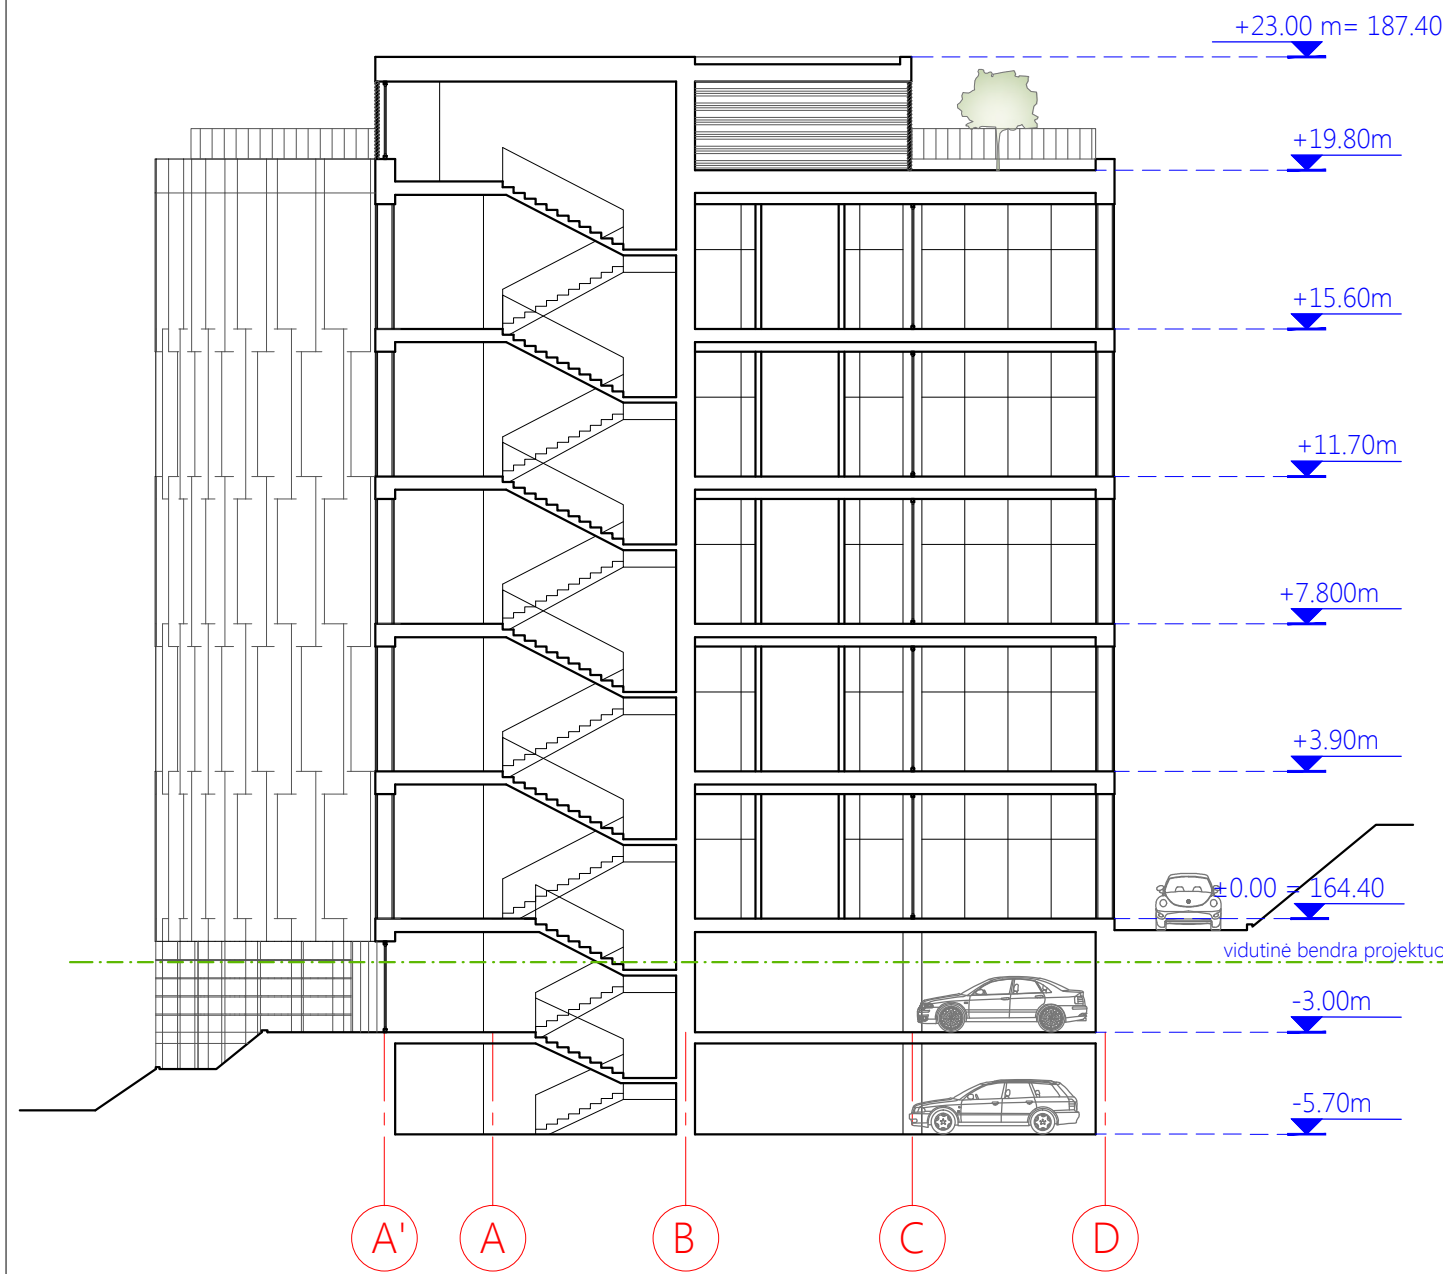 +23.00 m= 187.40
+19.80m
+15.60m
+11.70m
+7.800m
+3.90m
±0.00 = 164.40
vidutinė bendra projektuo
-3.00m
-5.70m
A' A B C D